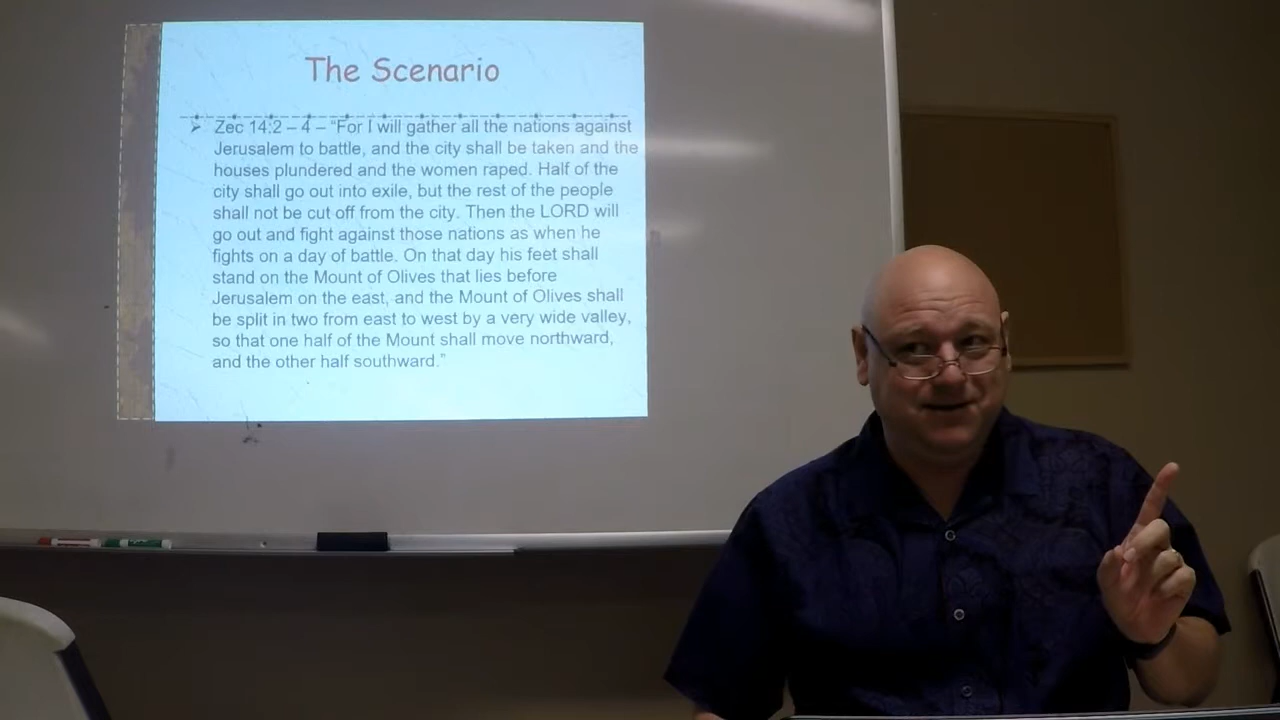 The Scenario
➢ Zec 14:2 – 4 – “For I will gather all the nations against
Jerusalem to battle, and the city shall be taken and the
houses plundered and the women raped. Half of the
city shall go out into exile, but the rest of the people
shall not be cut off from the city. Then the LORD will
go out and fight against those nations as when he
fights on a day of battle. On that day his feet shall
stand on the Mount of Olives that lies before
Jerusalem on the east, and the Mount of Olives shall
be split in two from east to west by a very wide valley,
so that one half of the Mount shall move northward,
and the other half southward.”